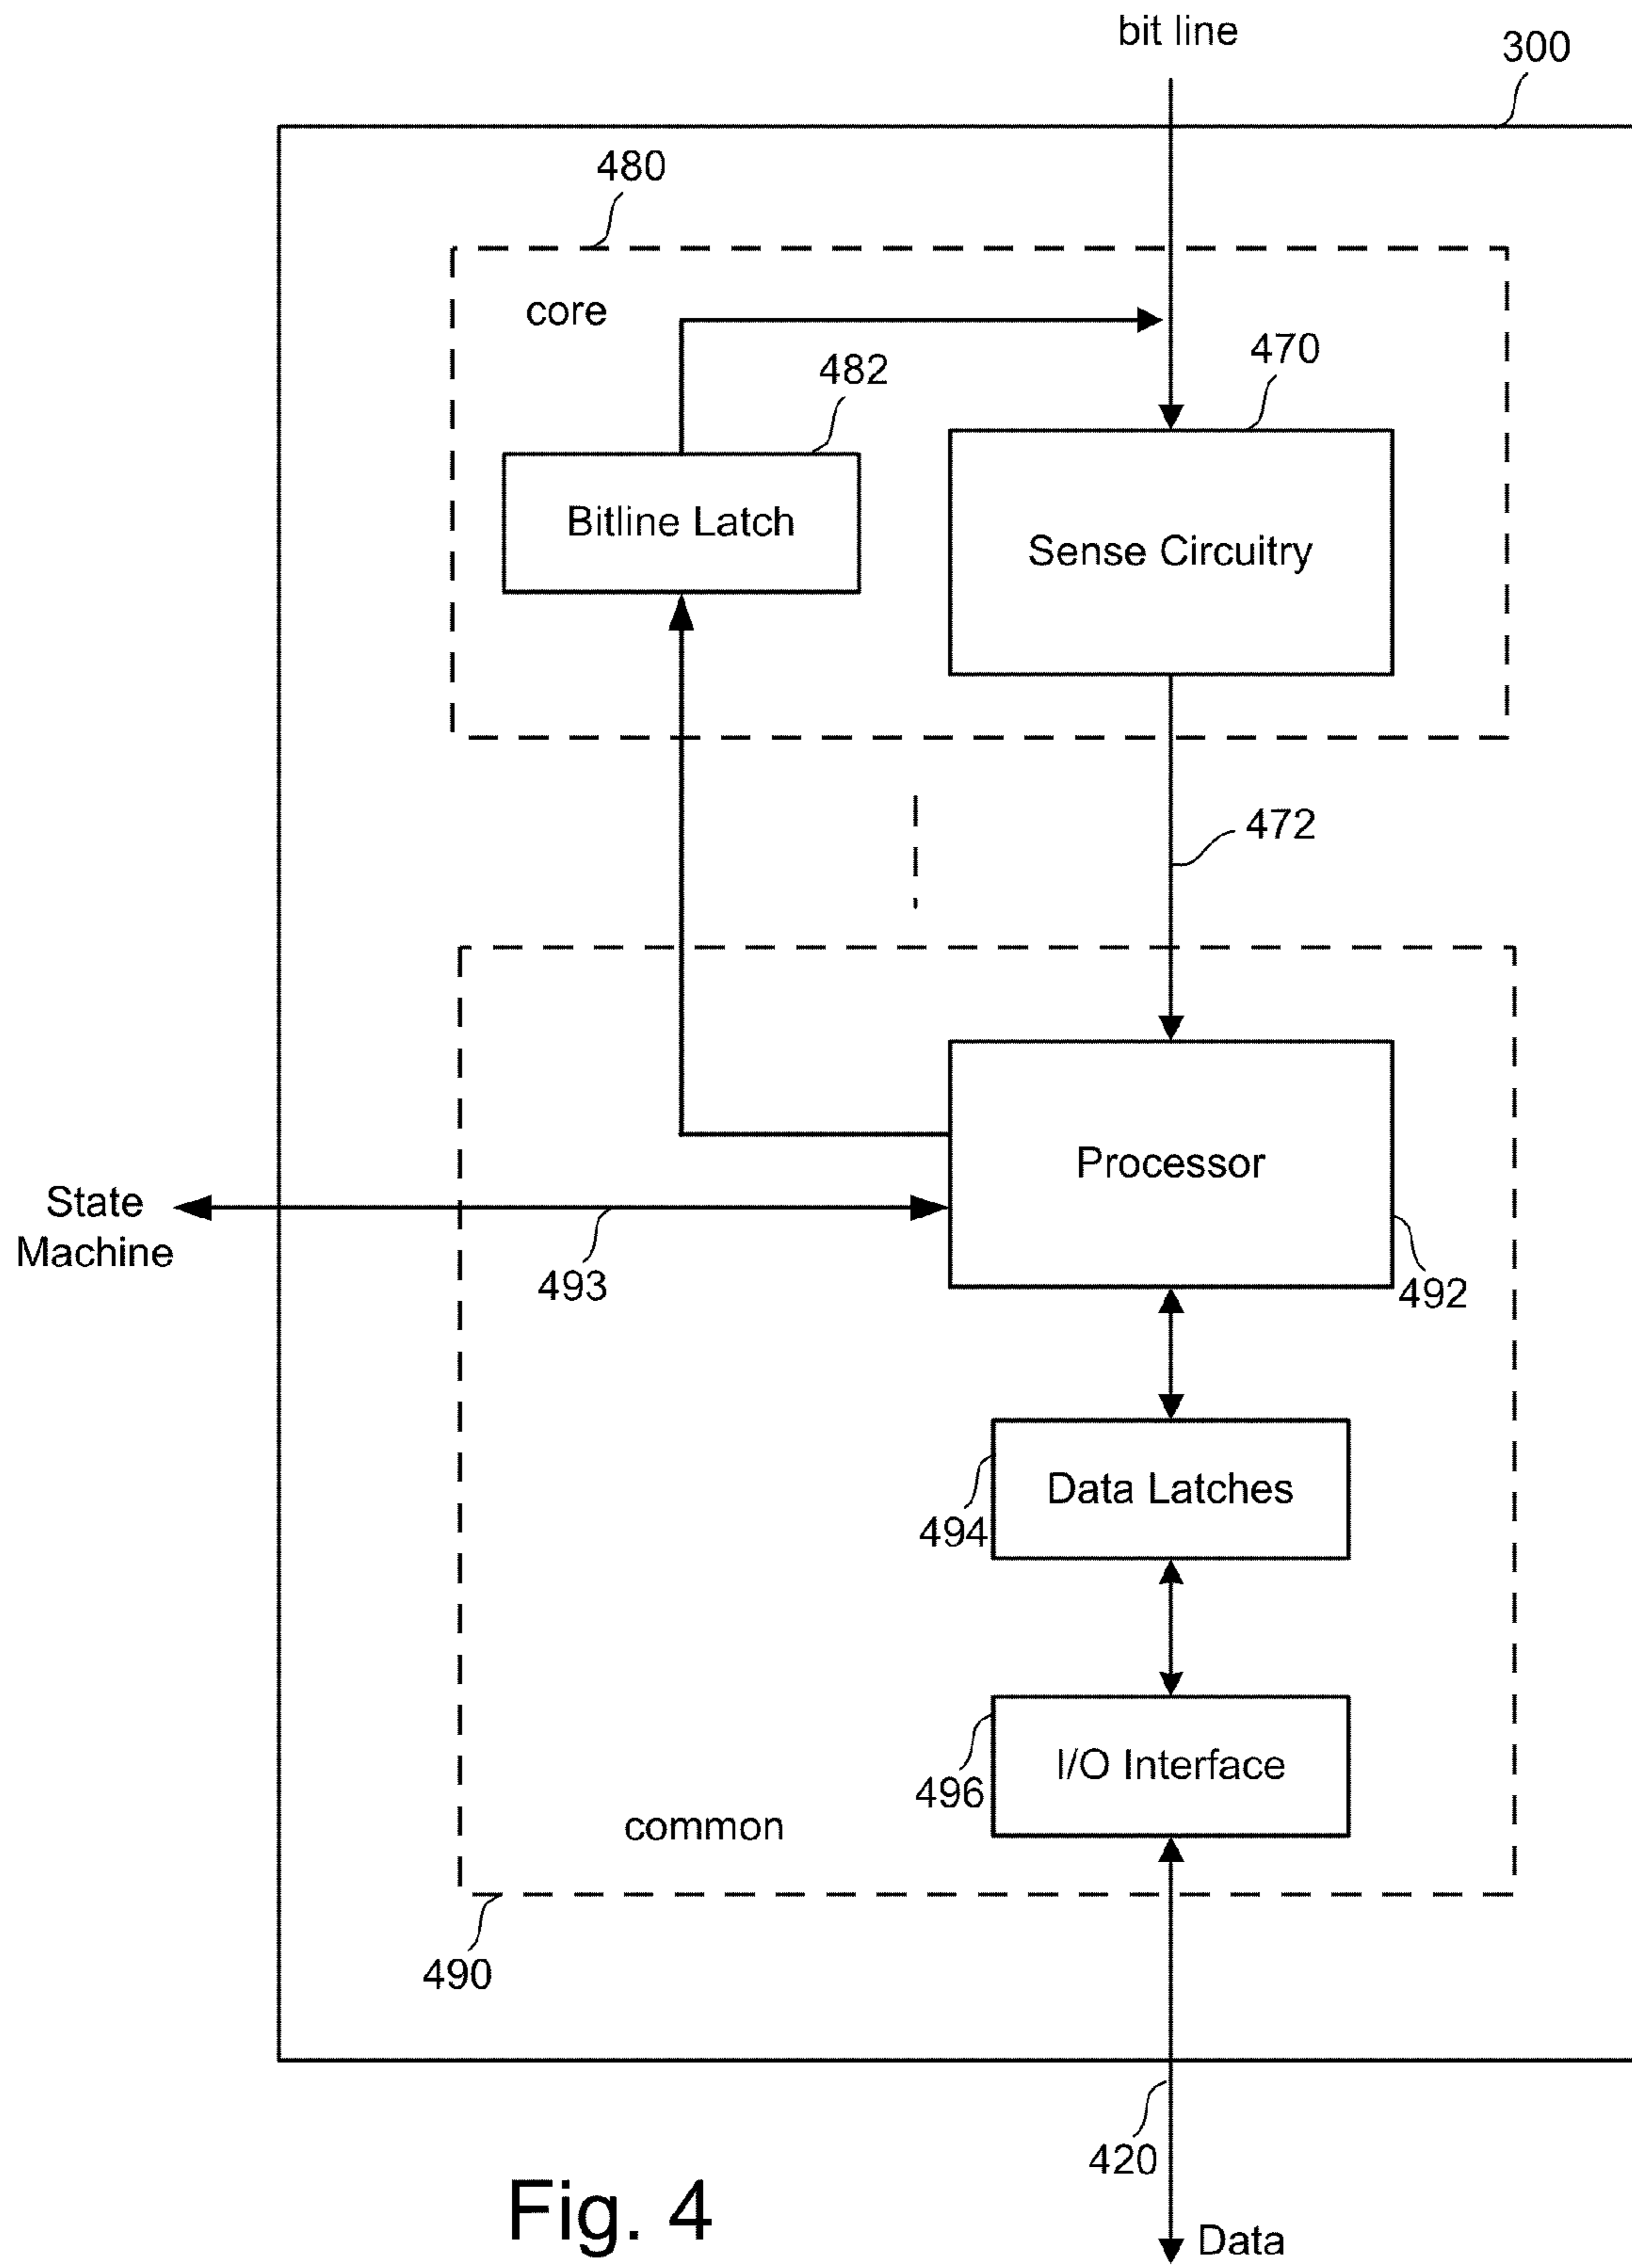 bit line
300
480
core
470
482
Bitline Latch
Sense Circuitry
472
Processor
State
Machine
493
492
Data Latches
494
I/O Interface
496
common
490
420
Fig. 4
Data